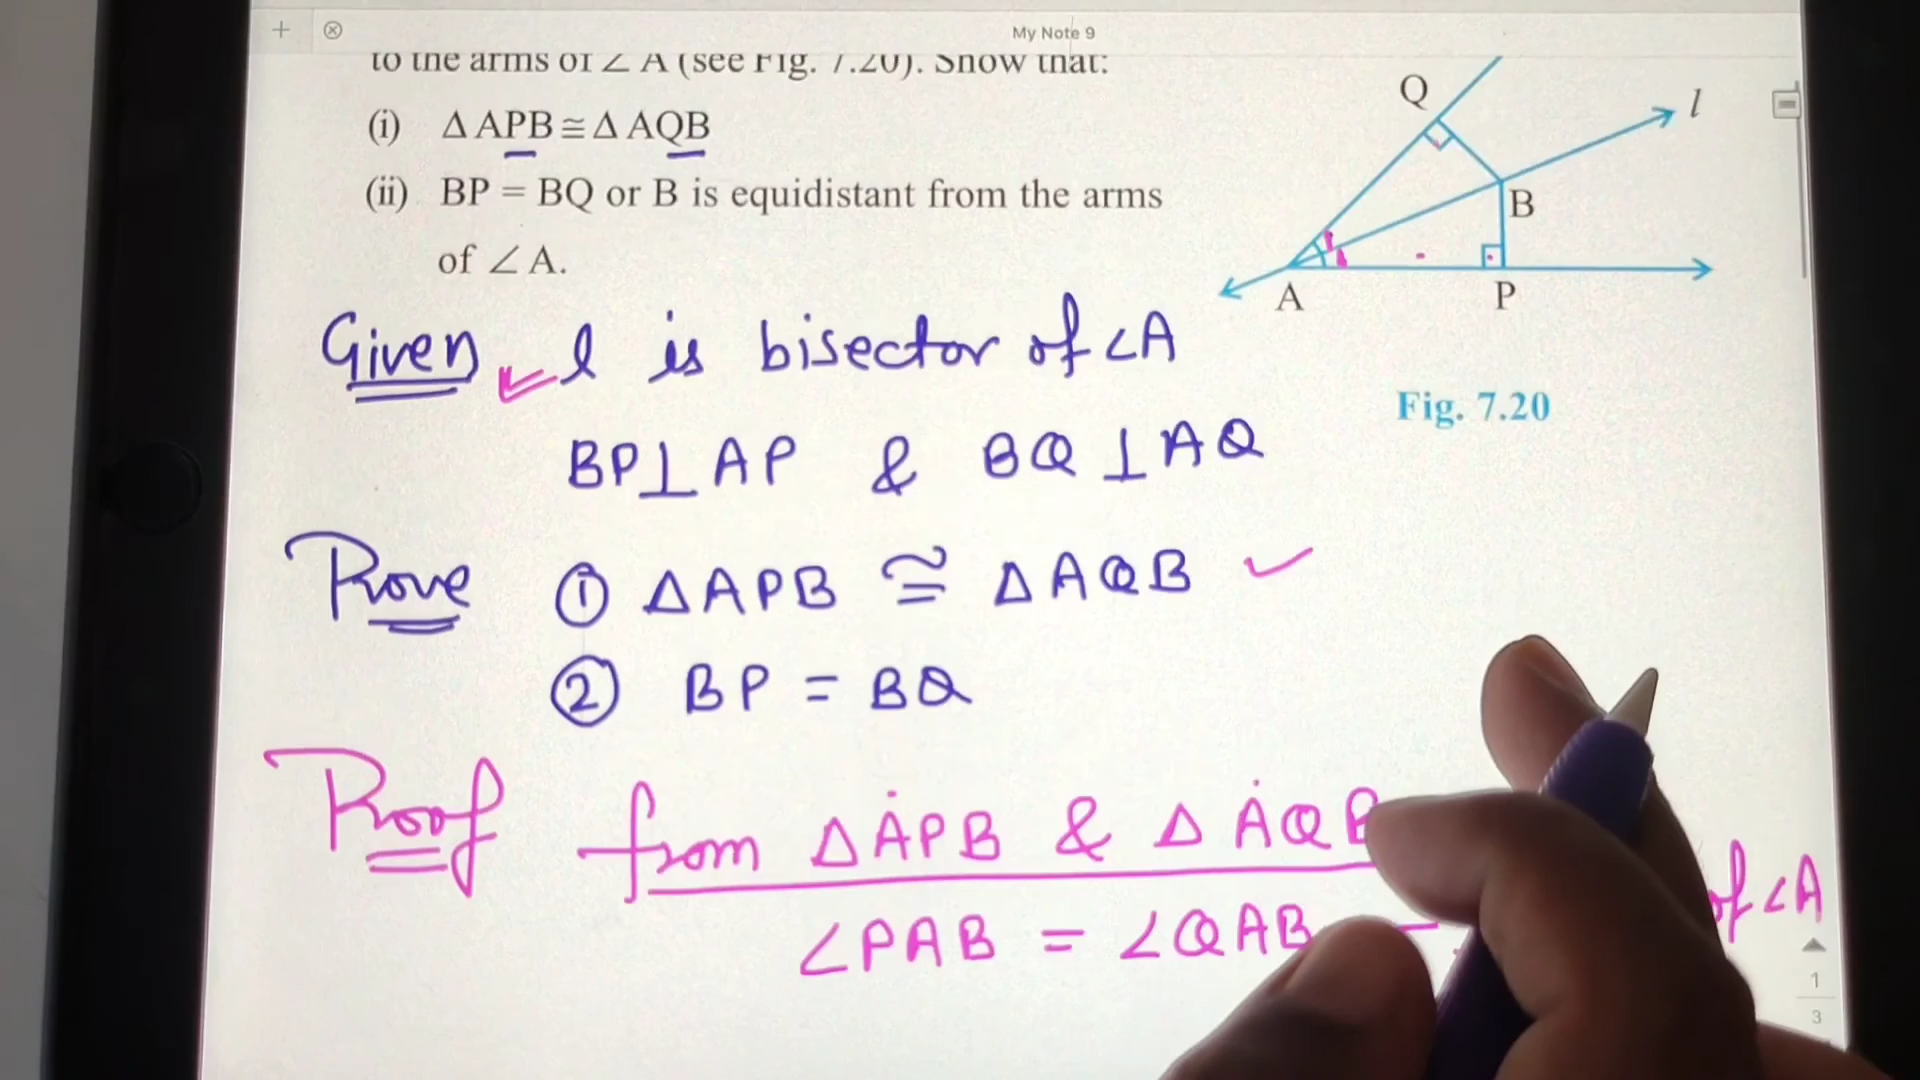 My Note 9
to the arms of ∠ A (see Fig. 7.20). Show that:
(i) Δ APB ≅ Δ AQB
(ii) BP = BQ or B is equidistant from the arms
of ∠ A.
Q
l
B
A
P
Fig. 7.20
Given l is bisector of ∠A
BP⊥AP & BQ⊥AQ
Prove ① ΔAPB ≅ ΔAQB
② BP = BQ
Proof from ΔAPB & ΔAQB
∠PAB = ∠QAB - of ∠A
1
3